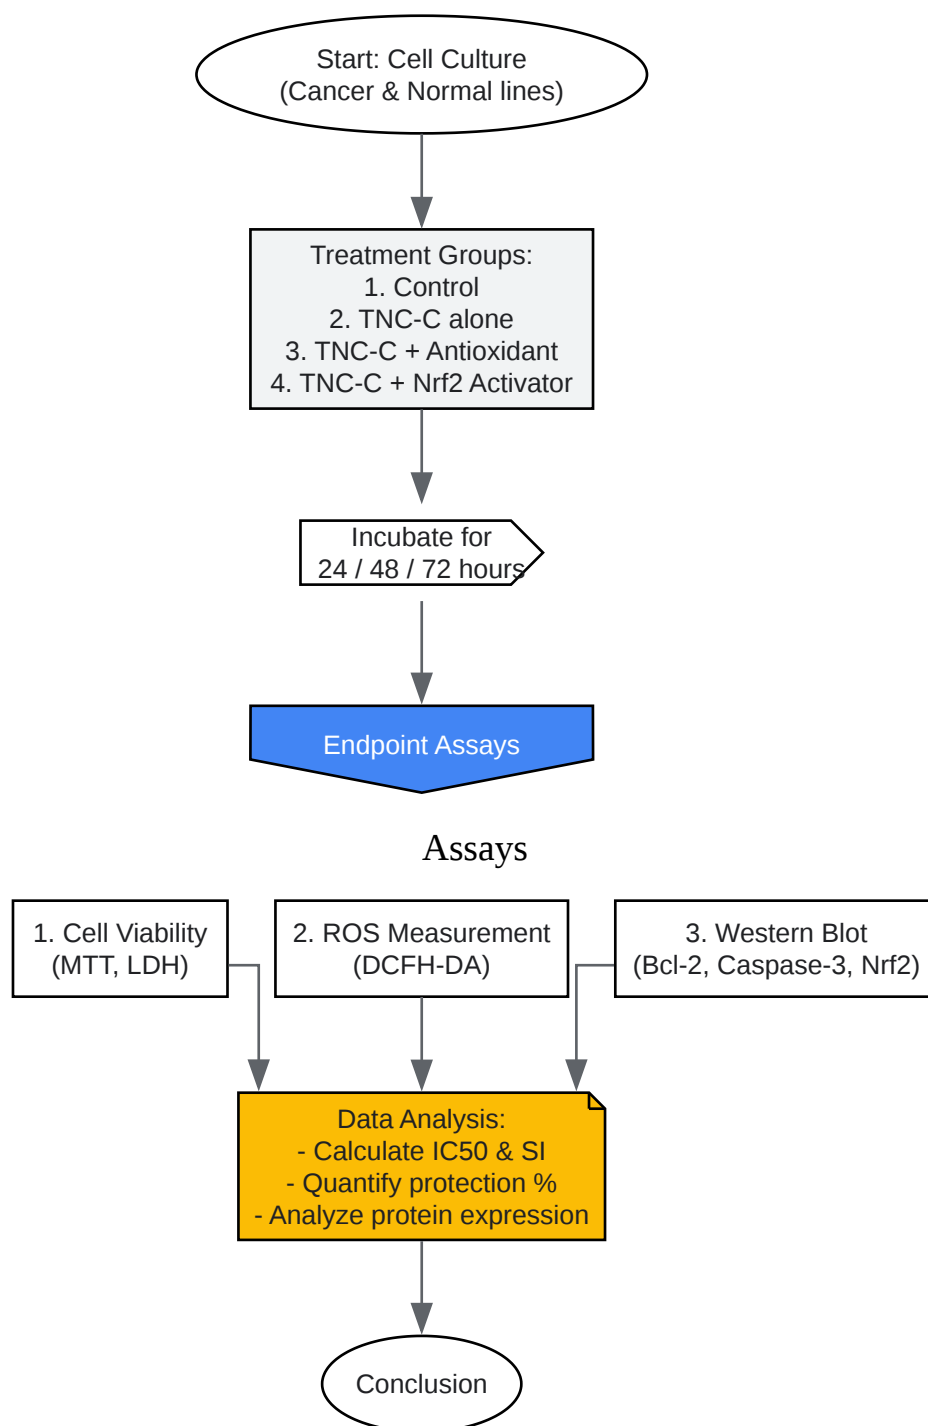 Start: Cell Culture
(Cancer & Normal lines)
Treatment Groups:
1. Control
2. TNC-C alone
3. TNC-C + Antioxidant
4. TNC-C + Nrf2 Activator
Incubate for
24 / 48 / 72 hours
Endpoint Assays
Assays
1. Cell Viability
(MTT, LDH)
2. ROS Measurement
(DCFH-DA)
3. Western Blot
(Bcl-2, Caspase-3, Nrf2)
Data Analysis:
- Calculate IC50 & SI
- Quantify protection %
- Analyze protein expression
Conclusion